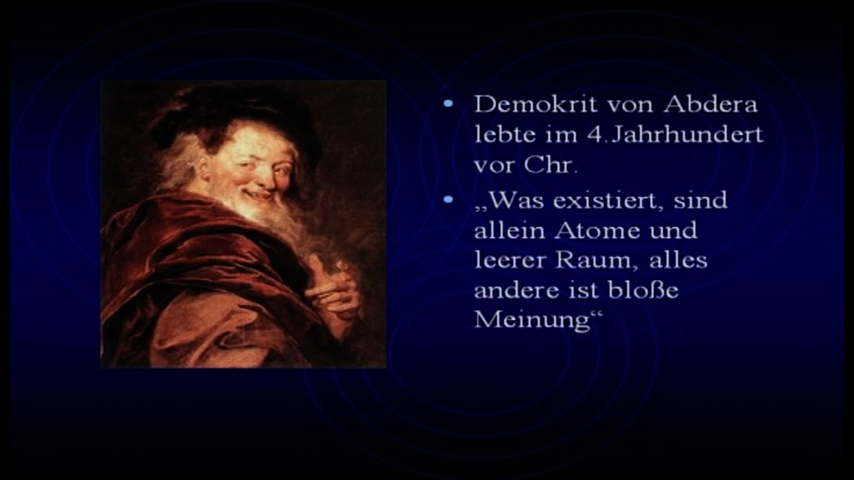 • Demokrit von Abdera
lebte im 4. Jahrhundert
vor Chr.
• „Was existiert, sind
allein Atome und
leerer Raum, alles
andere ist bloße
Meinung“